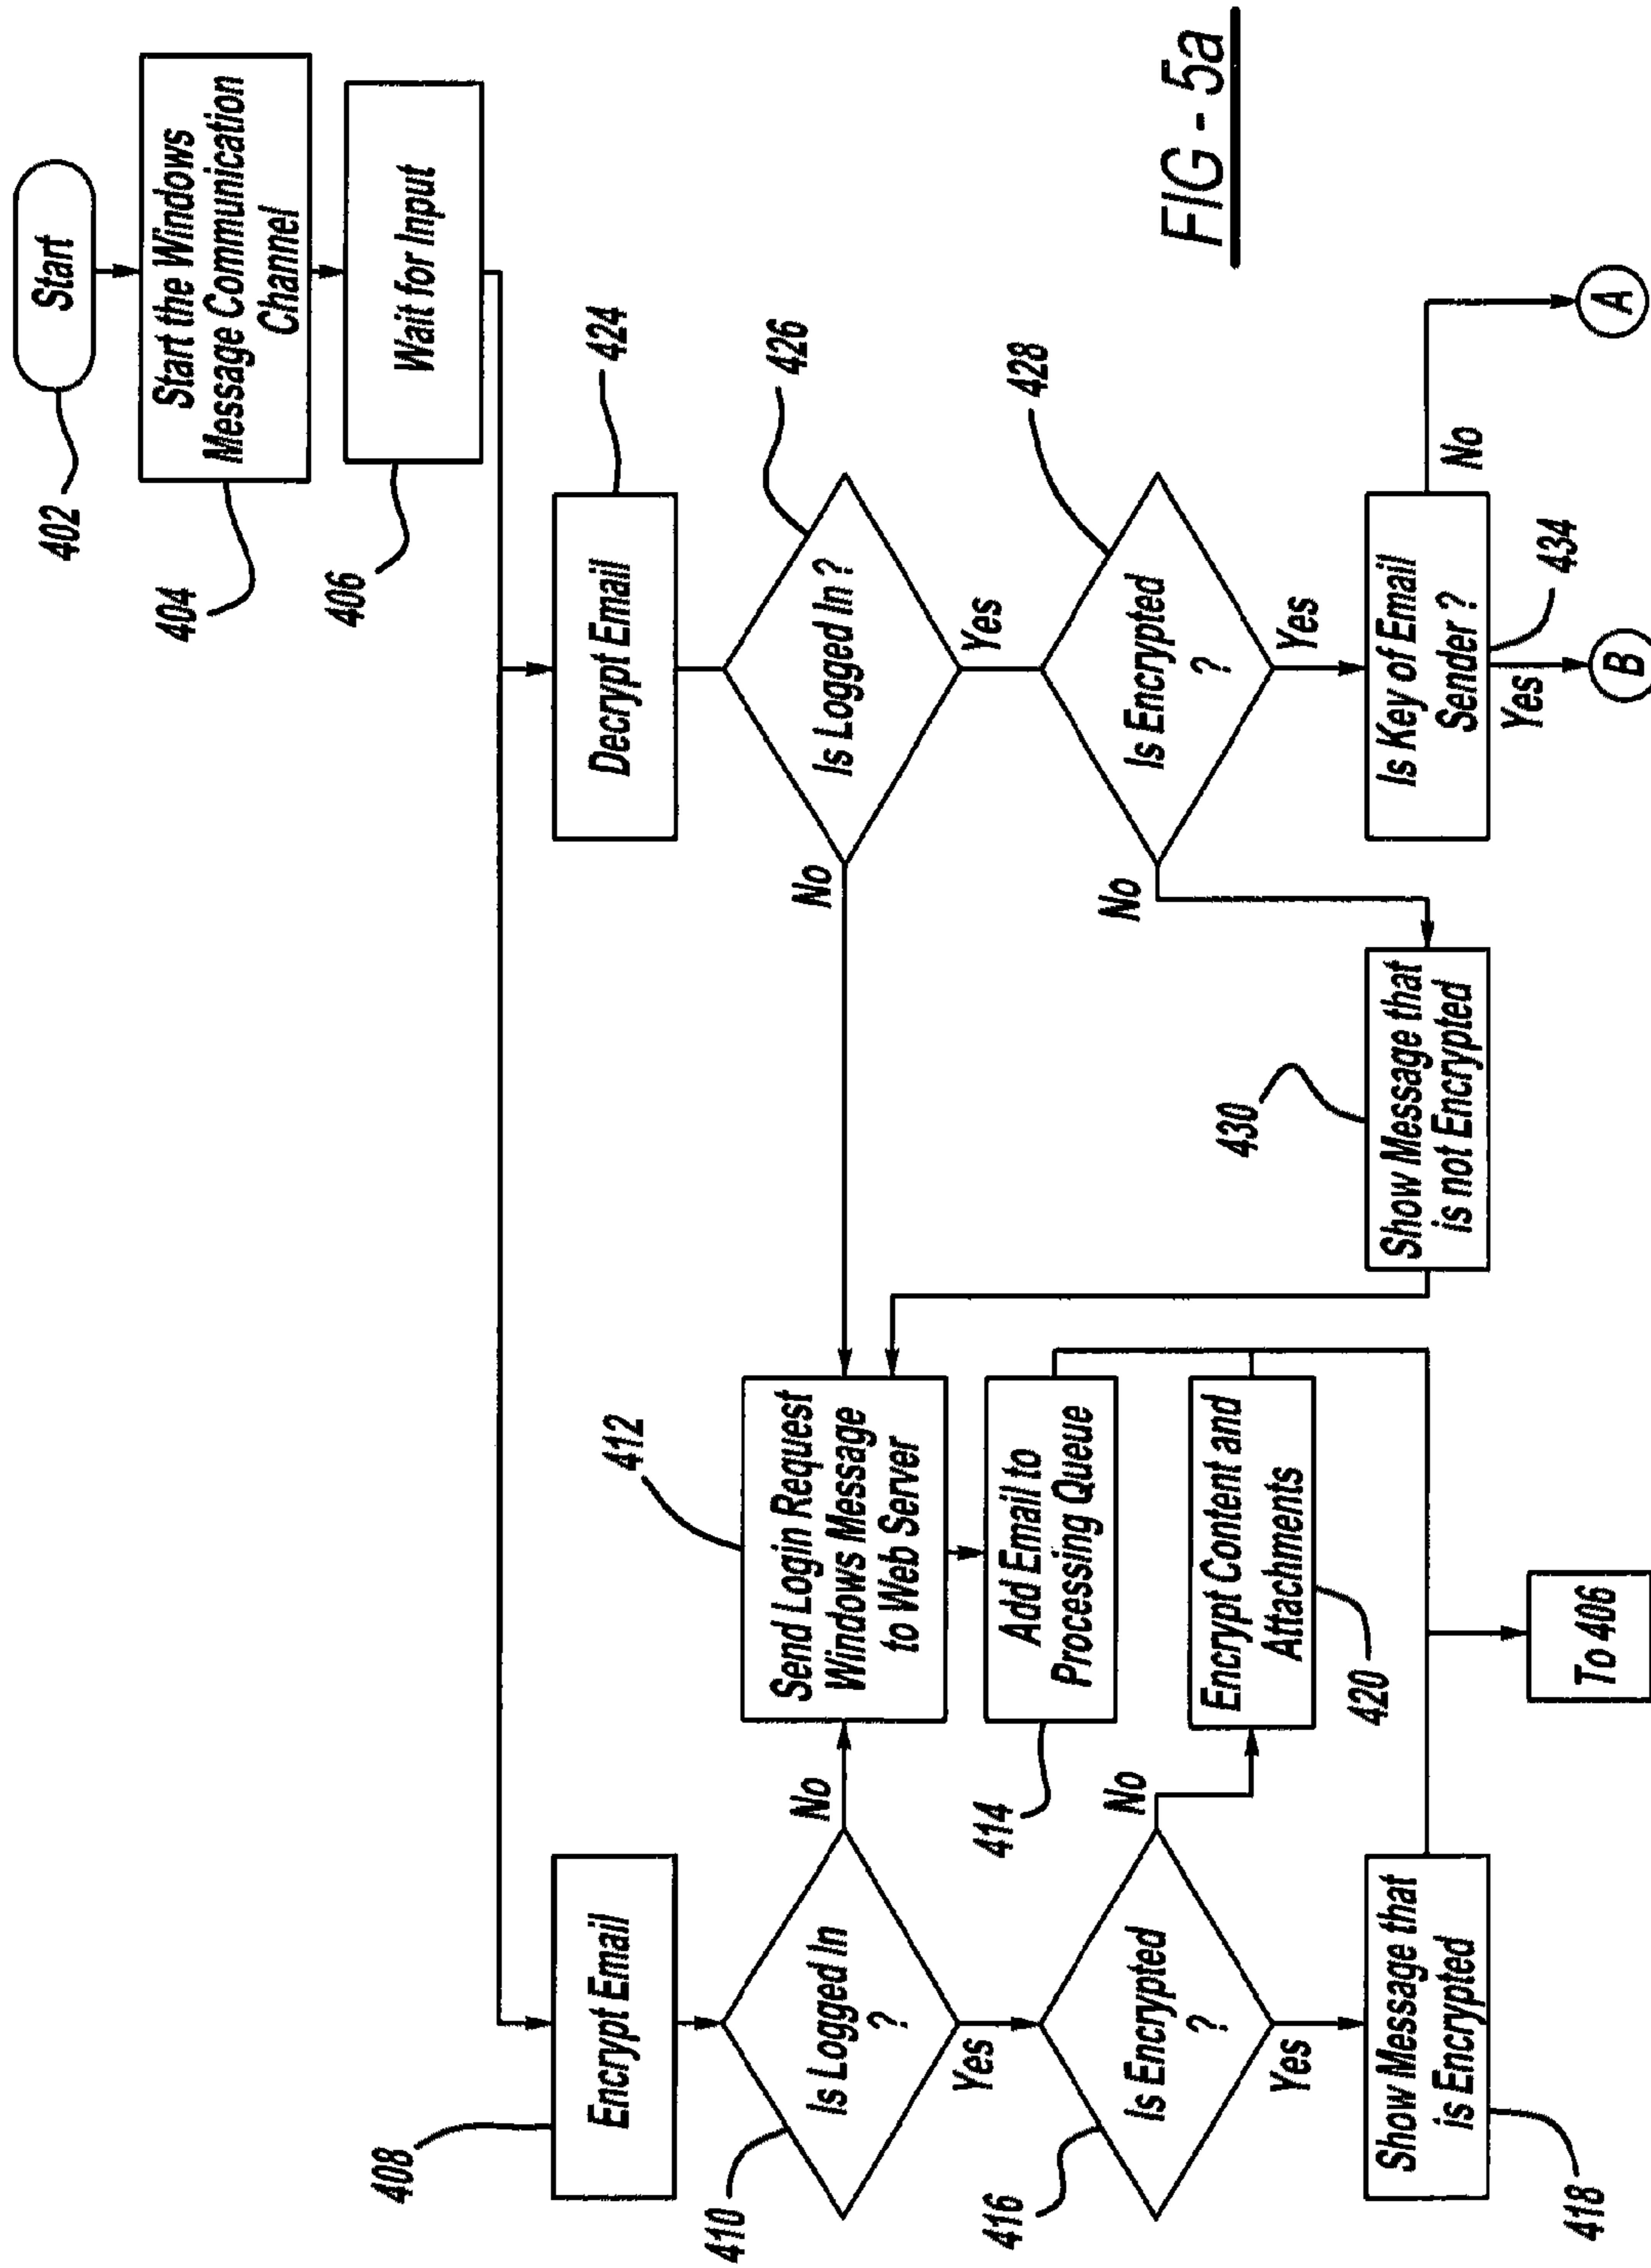 Start
402
Start the Windows
Message Communication
Channel
404
Wait for Input
406
Encrypt Email
408
Decrypt Email
424
Is Logged In
?
410
No
Yes
Send Login Request
Windows Message
to Web Server
412
Is Logged In ?
426
No
Yes
Add Email to
Processing Queue
414
Is Encrypted
?
416
No
Yes
Encrypt Content and
Attachments
420
Is Encrypted
?
428
No
Yes
Show Message that
is Encrypted
418
Show Message that
is not Encrypted
430
Is Key of Email
Sender ?
434
No
Yes
To 406
B
A
FIG - 5a